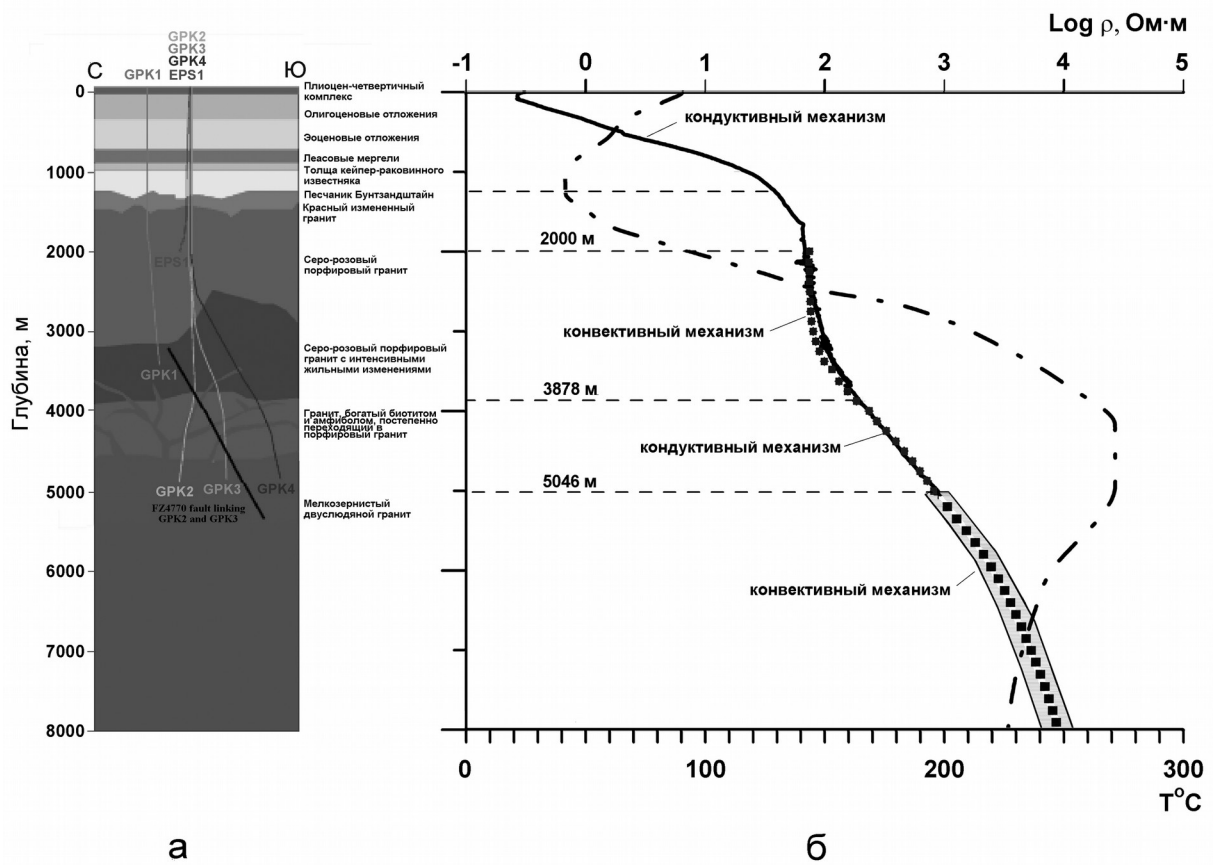 GPK2
GPK3
GPK4
С GPK1 EPS1 Ю
Глубина, м
0
1000
2000
3000
4000
5000
6000
7000
8000
EPS1
GPK1
GPK2 GPK3 GPK4
FZ4770 fault linking
GPK2 and GPK3
Плиоцен-четвертичный
комплекс
Олигоценовые отложения
Эоценовые отложения
Леасовые мергели
Толща кейпер-раковинного
известняка
Песчаник Бунтзандштайн
Красный измененный
гранит
Серо-розовый
порфировый гранит
Серо-розовый порфировый
гранит с интенсивными
жильными изменениями
Гранит, богатый биотитом
и амфиболом, постепенно
переходящий в
порфировый гранит
Мелкозернистый
двуслюдяной гранит
а
Log ρ, Ом·м
-1 0 1 2 3 4 5
кондуктивный механизм
2000 м
конвективный механизм
3878 м
кондуктивный механизм
5046 м
конвективный механизм
0 100 200 300
T°C
б